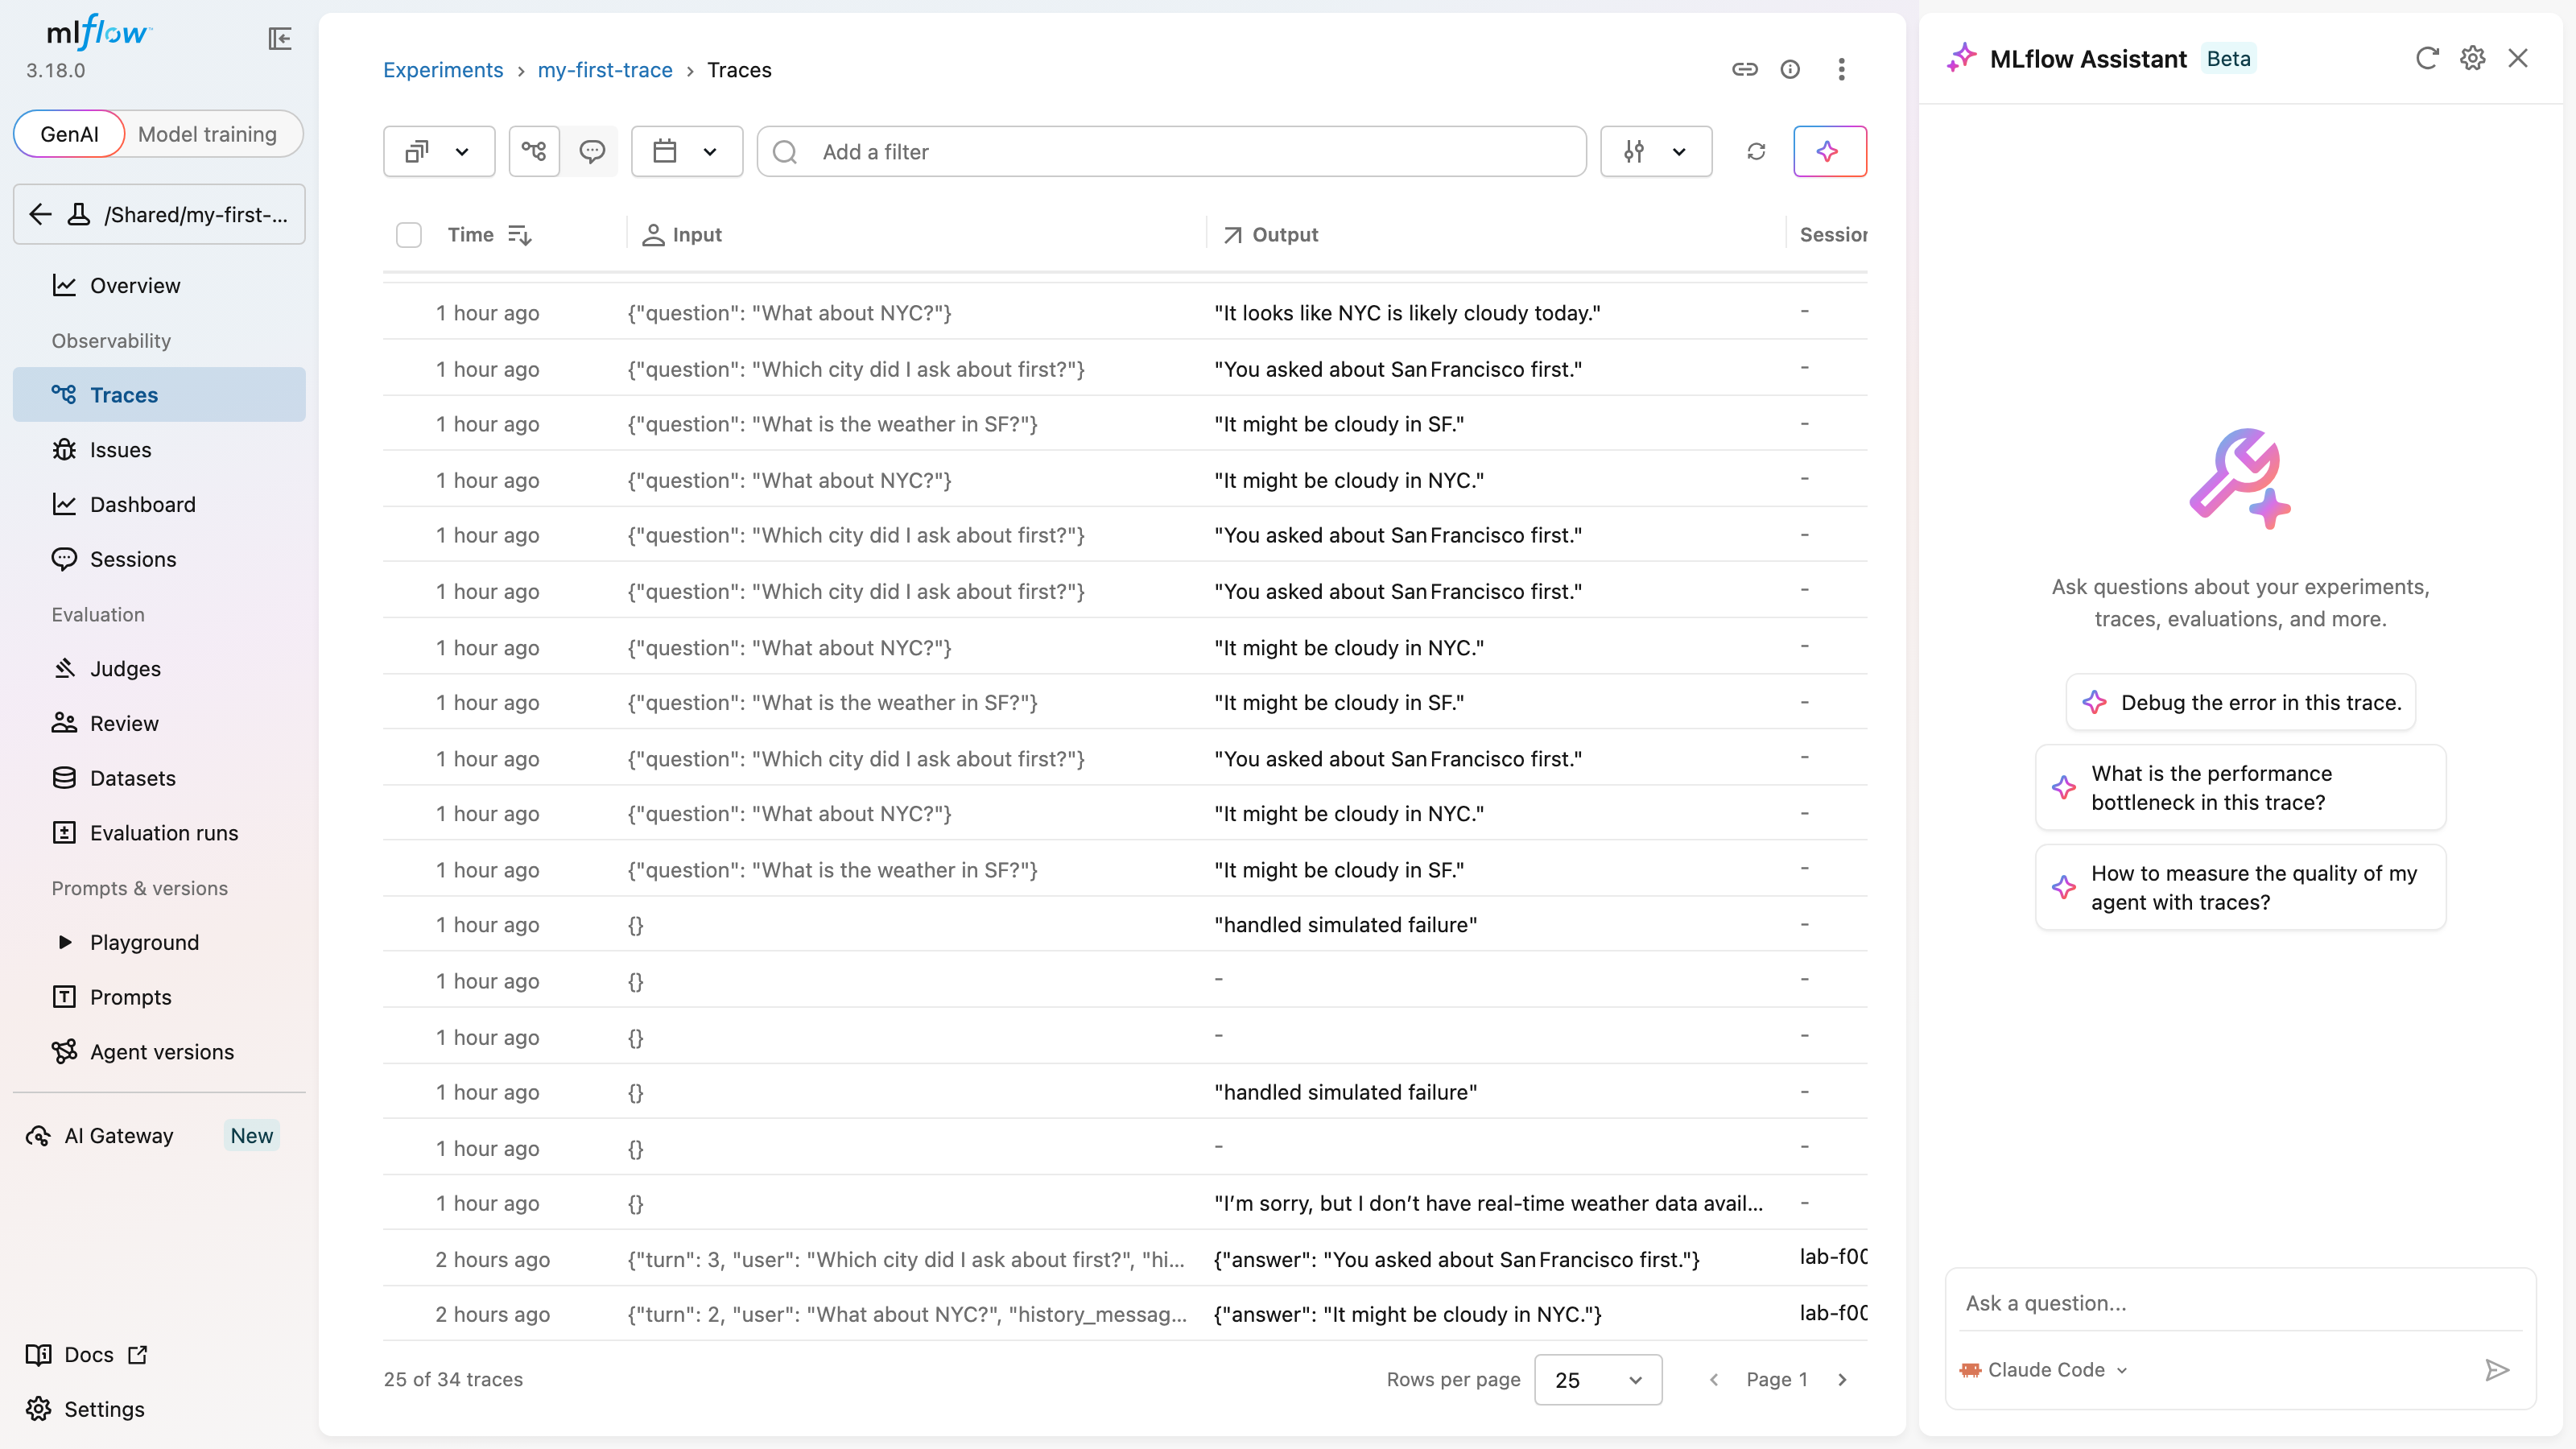 mlflow
3.18.0
GenAI
Model training
/Shared/my-first-...
Overview
Observability
Traces
Issues
Dashboard
Sessions
Evaluation
Judges
Review
Datasets
Evaluation runs
Prompts & versions
Playground
Prompts
Agent versions
AI Gateway New
Docs
Settings
Experiments › my-first-trace › Traces
Add a filter
Time Input Output Session
1 hour ago {"question": "What about NYC?"} "It looks like NYC is likely cloudy today." -
1 hour ago {"question": "Which city did I ask about first?"} "You asked about San Francisco first." -
1 hour ago {"question": "What is the weather in SF?"} "It might be cloudy in SF." -
1 hour ago {"question": "What about NYC?"} "It might be cloudy in NYC." -
1 hour ago {"question": "Which city did I ask about first?"} "You asked about San Francisco first." -
1 hour ago {"question": "Which city did I ask about first?"} "You asked about San Francisco first." -
1 hour ago {"question": "What about NYC?"} "It might be cloudy in NYC." -
1 hour ago {"question": "What is the weather in SF?"} "It might be cloudy in SF." -
1 hour ago {"question": "Which city did I ask about first?"} "You asked about San Francisco first." -
1 hour ago {"question": "What about NYC?"} "It might be cloudy in NYC." -
1 hour ago {"question": "What is the weather in SF?"} "It might be cloudy in SF." -
1 hour ago {} "handled simulated failure" -
1 hour ago {} - -
1 hour ago {} - -
1 hour ago {} "handled simulated failure" -
1 hour ago {} - -
1 hour ago {} "I’m sorry, but I don’t have real-time weather data avail... -
2 hours ago {"turn": 3, "user": "Which city did I ask about first?", "hi... {"answer": "You asked about San Francisco first."} lab-f00
2 hours ago {"turn": 2, "user": "What about NYC?", "history_messag... {"answer": "It might be cloudy in NYC."} lab-f00
25 of 34 traces Rows per page 25 Page 1
MLflow Assistant Beta
Ask questions about your experiments,
traces, evaluations, and more.
Debug the error in this trace.
What is the performance
bottleneck in this trace?
How to measure the quality of my
agent with traces?
Ask a question...
Claude Code